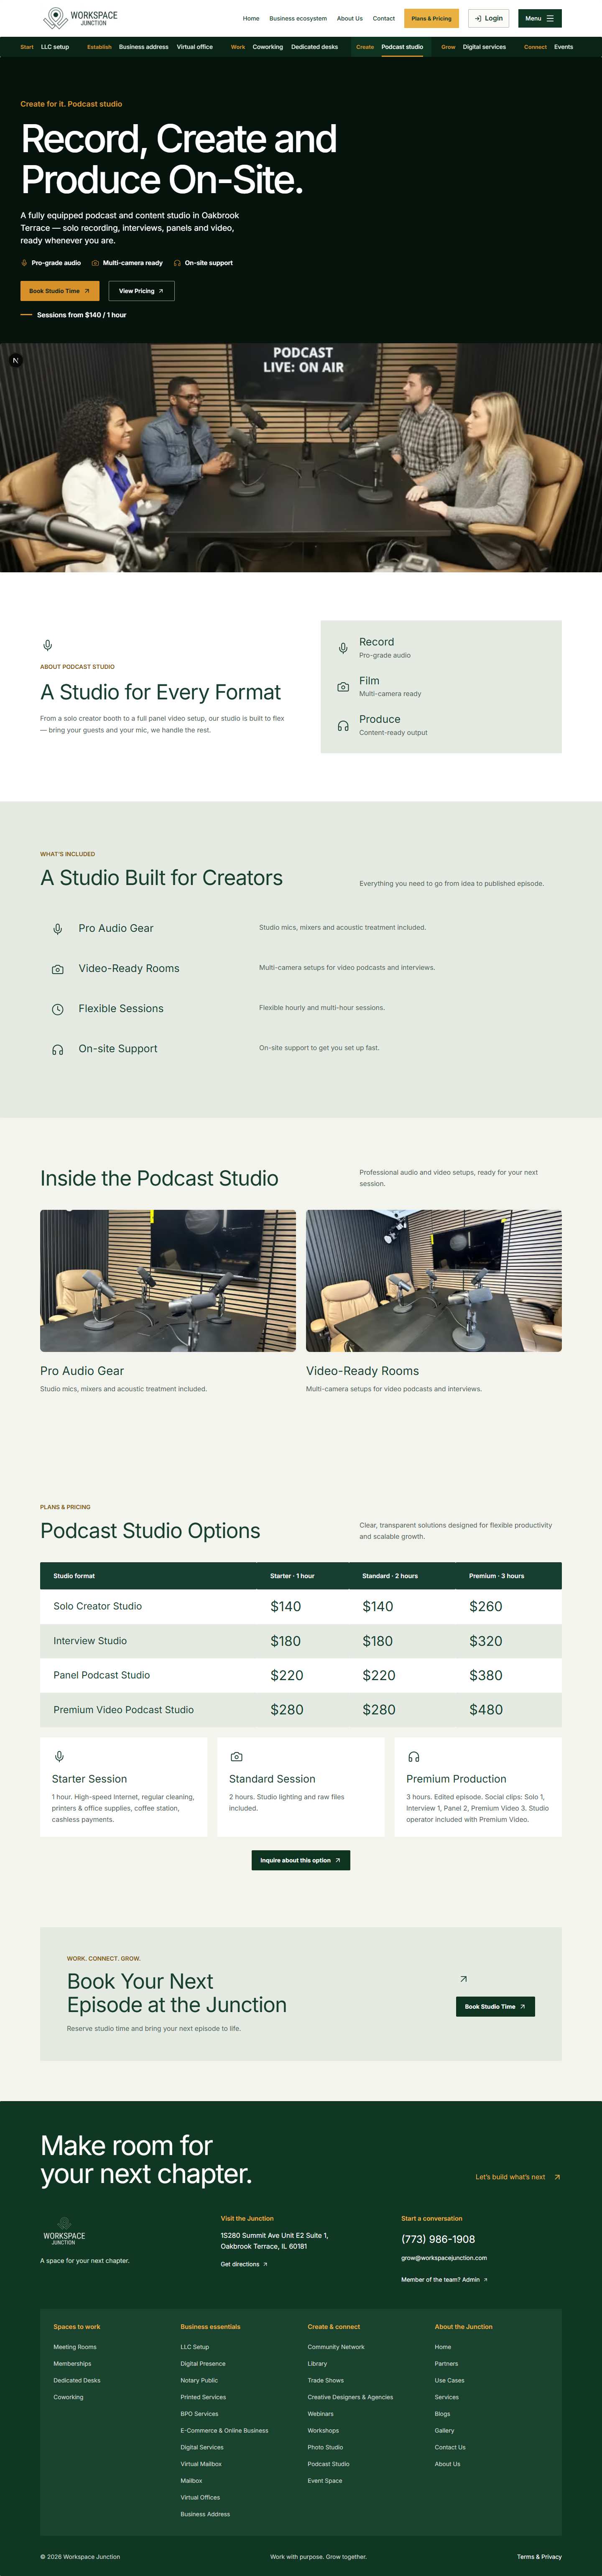 WORKSPACE
JUNCTION
Home Business ecosystem About Us Contact Plans & Pricing Login Menu
Start LLC setup Establish Business address Virtual office Work Coworking Dedicated desks Create Podcast studio Grow Digital services Connect Events
Create for it. Podcast studio
Record, Create and
Produce On-Site.
A fully equipped podcast and content studio in Oakbrook
Terrace — solo recording, interviews, panels and video,
ready whenever you are.
Pro-grade audio Multi-camera ready On-site support
Book Studio Time View Pricing
Sessions from $140 / 1 hour
N
PODCAST
LIVE: ON AIR
ABOUT PODCAST STUDIO
A Studio for Every Format
From a solo creator booth to a full panel video setup, our studio is built to flex
— bring your guests and your mic, we handle the rest.
Record
Pro-grade audio
Film
Multi-camera ready
Produce
Content-ready output
WHAT'S INCLUDED
A Studio Built for Creators
Everything you need to go from idea to published episode.
Pro Audio Gear
Studio mics, mixers and acoustic treatment included.
Video-Ready Rooms
Multi-camera setups for video podcasts and interviews.
Flexible Sessions
Flexible hourly and multi-hour sessions.
On-site Support
On-site support to get you set up fast.
Inside the Podcast Studio
Professional audio and video setups, ready for your next
session.
Pro Audio Gear
Studio mics, mixers and acoustic treatment included.
Video-Ready Rooms
Multi-camera setups for video podcasts and interviews.
PLANS & PRICING
Podcast Studio Options
Clear, transparent solutions designed for flexible productivity
and scalable growth.
Studio format Starter · 1 hour Standard · 2 hours Premium · 3 hours
Solo Creator Studio $140 $140 $260
Interview Studio $180 $180 $320
Panel Podcast Studio $220 $220 $380
Premium Video Podcast Studio $280 $280 $480
Starter Session
1 hour. High-speed Internet, regular cleaning,
printers & office supplies, coffee station,
cashless payments.
Standard Session
2 hours. Studio lighting and raw files
included.
Premium Production
3 hours. Edited episode. Social clips: Solo 1,
Interview 1, Panel 2, Premium Video 3. Studio
operator included with Premium Video.
Inquire about this option
WORK. CONNECT. GROW.
Book Your Next
Episode at the Junction
Reserve studio time and bring your next episode to life.
Book Studio Time
Make room for
your next chapter.
Let's build what's next
WORKSPACE
JUNCTION
A space for your next chapter.
Visit the Junction
1S280 Summit Ave Unit E2 Suite 1,
Oakbrook Terrace, IL 60181
Get directions
Start a conversation
(773) 986-1908
grow@workspacejunction.com
Member of the team? Admin
Spaces to work
Meeting Rooms
Memberships
Dedicated Desks
Coworking
Business essentials
LLC Setup
Digital Presence
Notary Public
Printed Services
BPO Services
E-Commerce & Online Business
Digital Services
Virtual Mailbox
Mailbox
Virtual Offices
Business Address
Create & connect
Community Network
Library
Trade Shows
Creative Designers & Agencies
Webinars
Workshops
Photo Studio
Podcast Studio
Event Space
About the Junction
Home
Partners
Use Cases
Services
Blogs
Gallery
Contact Us
About Us
© 2026 Workspace Junction Work with purpose. Grow together. Terms & Privacy